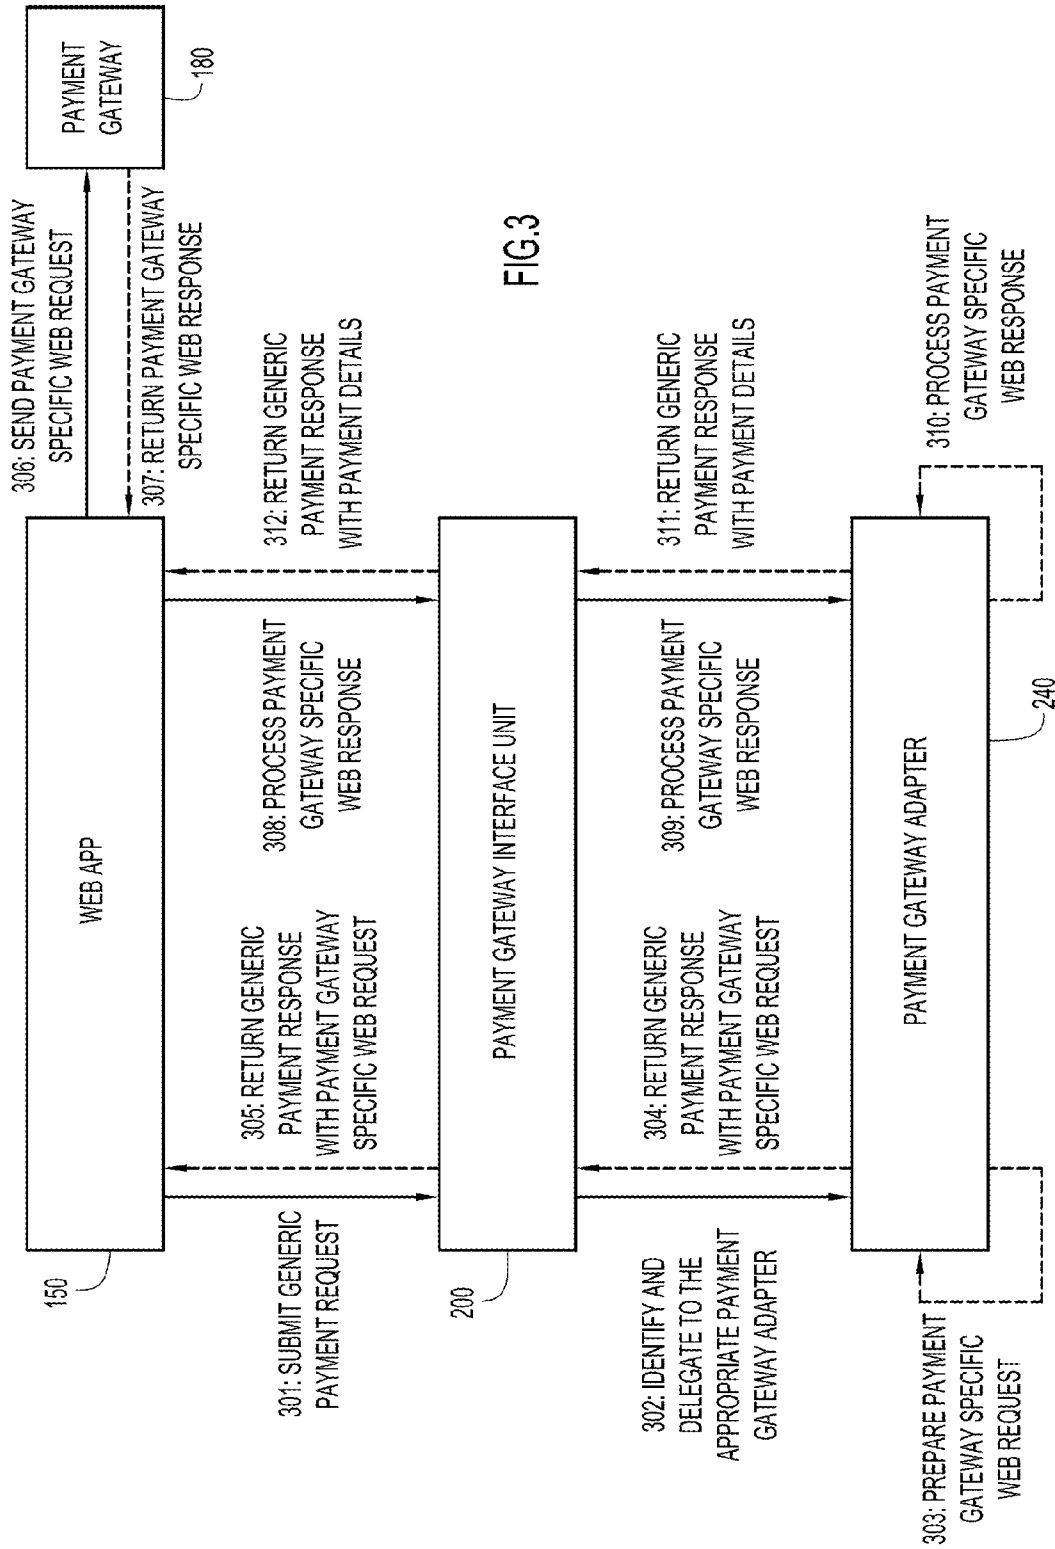 306: SEND PAYMENT GATEWAY
SPECIFIC WEB REQUEST
PAYMENT
GATEWAY
180
307: RETURN PAYMENT GATEWAY
SPECIFIC WEB RESPONSE
150
WEB APP
301: SUBMIT GENERIC
PAYMENT REQUEST
305: RETURN GENERIC
PAYMENT RESPONSE
WITH PAYMENT GATEWAY
SPECIFIC WEB REQUEST
308: PROCESS PAYMENT
GATEWAY SPECIFIC
WEB RESPONSE
312: RETURN GENERIC
PAYMENT RESPONSE
WITH PAYMENT DETAILS
200
PAYMENT GATEWAY INTERFACE UNIT
FIG.3
302: IDENTIFY AND
DELEGATE TO THE
APPROPRIATE PAYMENT
GATEWAY ADAPTER
304: RETURN GENERIC
PAYMENT RESPONSE
WITH PAYMENT GATEWAY
SPECIFIC WEB REQUEST
309: PROCESS PAYMENT
GATEWAY SPECIFIC
WEB RESPONSE
311: RETURN GENERIC
PAYMENT RESPONSE
WITH PAYMENT DETAILS
PAYMENT GATEWAY ADAPTER
303: PREPARE PAYMENT
GATEWAY SPECIFIC
WEB REQUEST
240
310: PROCESS PAYMENT
GATEWAY SPECIFIC
WEB RESPONSE